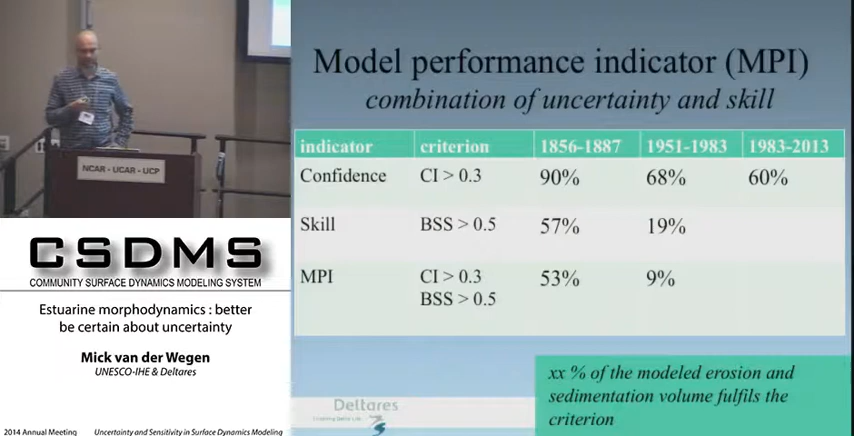 NCAR - UCAR - UCP
CSDMS
COMMUNITY SURFACE DYNAMICS MODELING SYSTEM
Estuarine morphodynamics : better
be certain about uncertainty
Mick van der Wegen
UNESCO-IHE & Deltares
2014 Annual Meeting Uncertainty and Sensitivity in Surface Dynamics Modeling
Model performance indicator (MPI)
combination of uncertainty and skill
indicator criterion 1856-1887 1951-1983 1983-2013
Confidence CI > 0.3 90% 68% 60%
Skill BSS > 0.5 57% 19%
MPI CI > 0.3 53% 9%
BSS > 0.5
xx % of the modeled erosion and
sedimentation volume fulfils the
criterion
Deltares